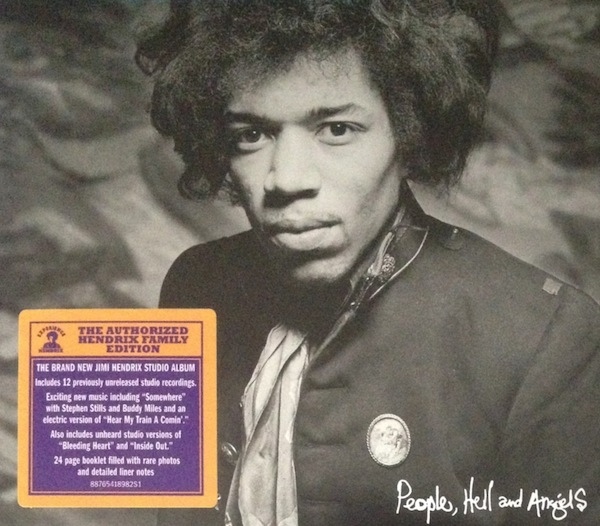 EXPERIENCE
HENDRIX
THE AUTHORIZED
HENDRIX FAMILY
EDITION
THE BRAND NEW JIMI HENDRIX STUDIO ALBUM
Includes 12 previously unreleased studio recordings.
Exciting new music including “Somewhere”
with Stephen Stills and Buddy Miles and an
electric version of “Hear My Train A Comin’.”
Also includes unheard studio versions of
“Bleeding Heart” and “Inside Out.”
24 page booklet filled with rare photos
and detailed liner notes
88765418982S1
People, Hell and Angels